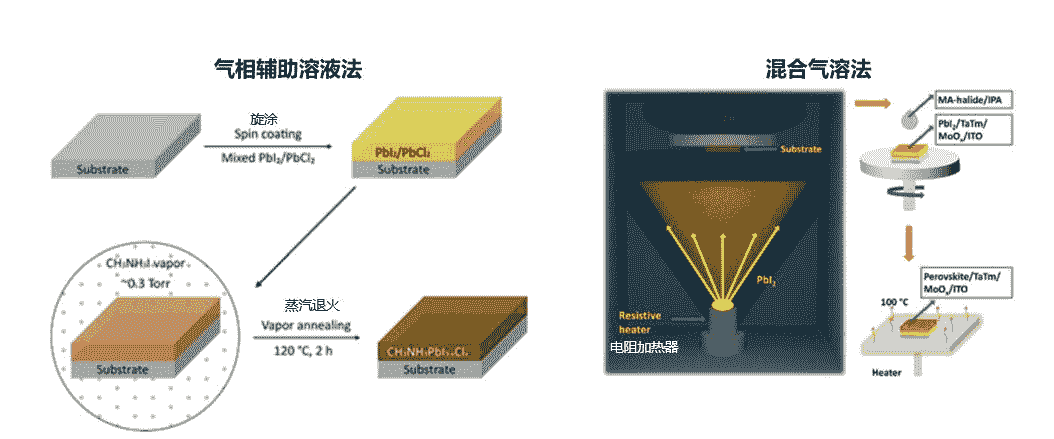 气相辅助溶液法
Substrate
旋涂
Spin coating
Mixed PbI₂/PbCl₂
PbI₂/PbCl₂
Substrate
CH₃NH₃I vapor
~0.3 Torr
Substrate
蒸汽退火
Vapor annealing
120 °C, 2 h
Substrate
混合气溶法
Substrate
PbI₂
Resistive
heater
电阻加热器
MA-halide/IPA
PbI₂/TaTm/
MoOₓ/ITO
Perovskite/TaTm/
MoOₓ/ITO
100 °C
Heater